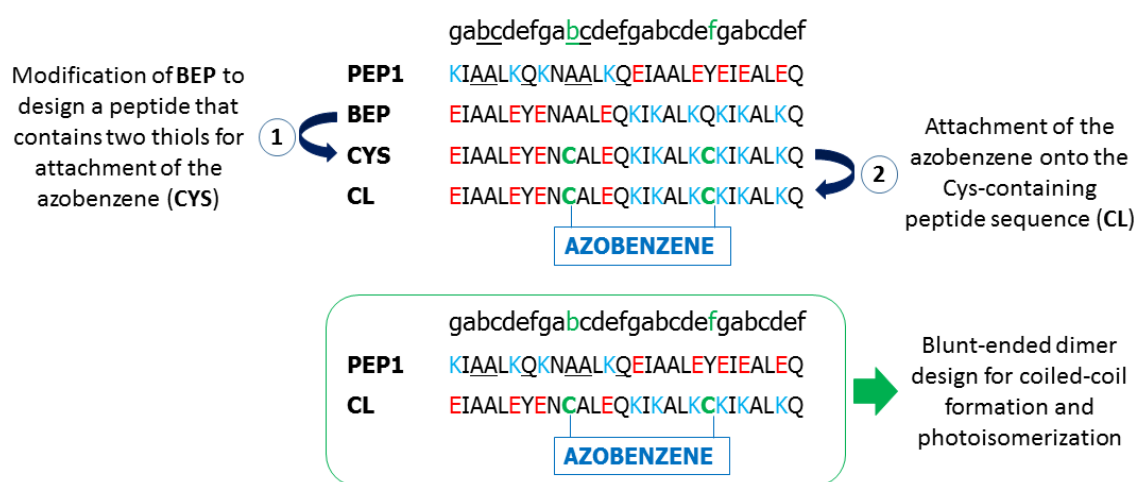 Modification of BEP to
design a peptide that
contains two thiols for
attachment of the
azobenzene (CYS)
1
gabcdefgabcdefgabcdefgabcdef
PEP1 KIAALKQKNAALKQEIAALEYEIEALEQ
BEP EIAALEYENAALEQKIKALKQKIKALKQ
CYS EIAALEYENCALEQKIKALKCKIKALKQ
CL EIAALEYENCALEQKIKALKCKIKALKQ
AZOBENZENE
2
Attachment of the
azobenzene onto the
Cys-containing
peptide sequence (CL)
gabcdefgabcdefgabcdefgabcdef
PEP1 KIAALKQKNAALKQEIAALEYEIEALEQ
CL EIAALEYENCALEQKIKALKCKIKALKQ
AZOBENZENE
Blunt-ended dimer
design for coiled-coil
formation and
photoisomerization